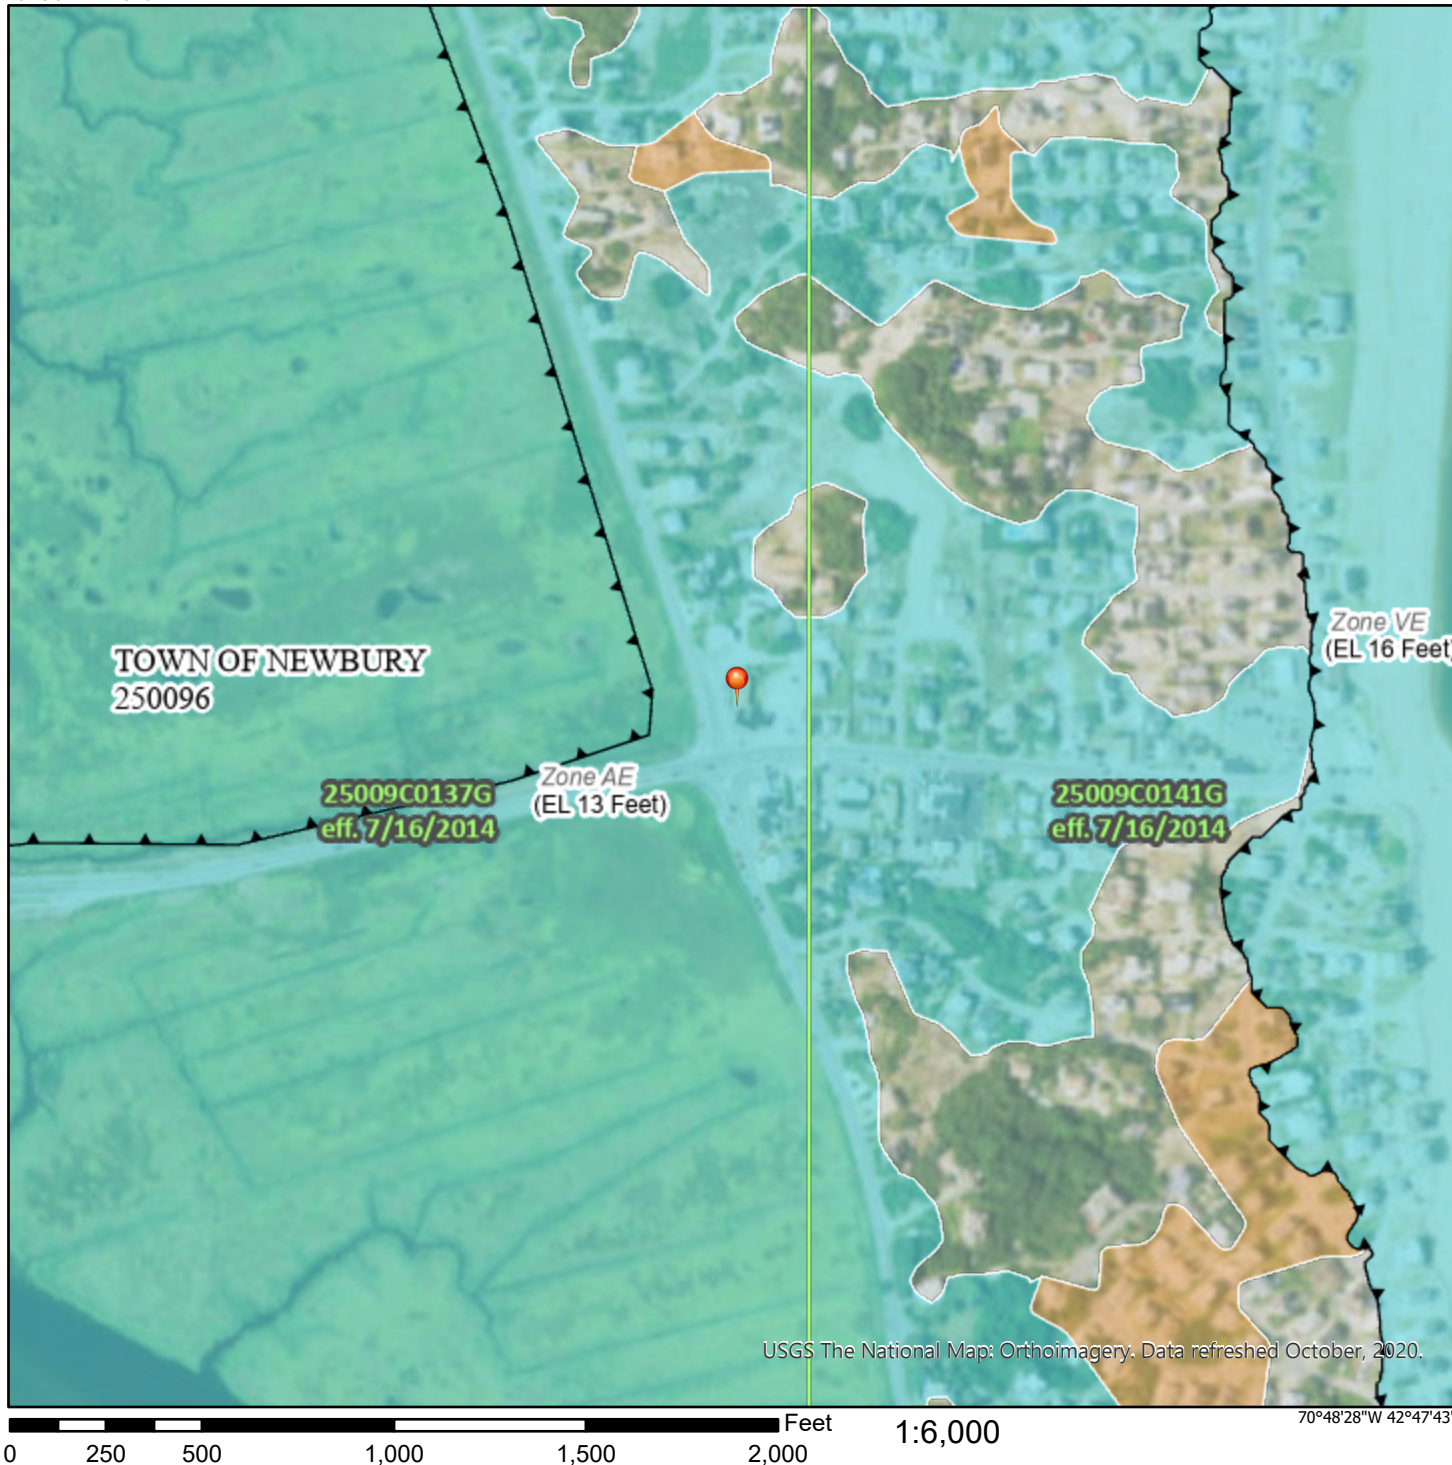 TOWN OF NEWBURY
250096
Zone VE
(EL 16 Feet)
Zone AE
(EL 13 Feet)
25009C0137G
eff. 7/16/2014
25009C0141G
eff. 7/16/2014
USGS The National Map: Orthoimagery. Data refreshed October, 2020.
Feet
1:6,000
70°48'28"W 42°47'43"
0 250 500 1,000 1,500 2,000